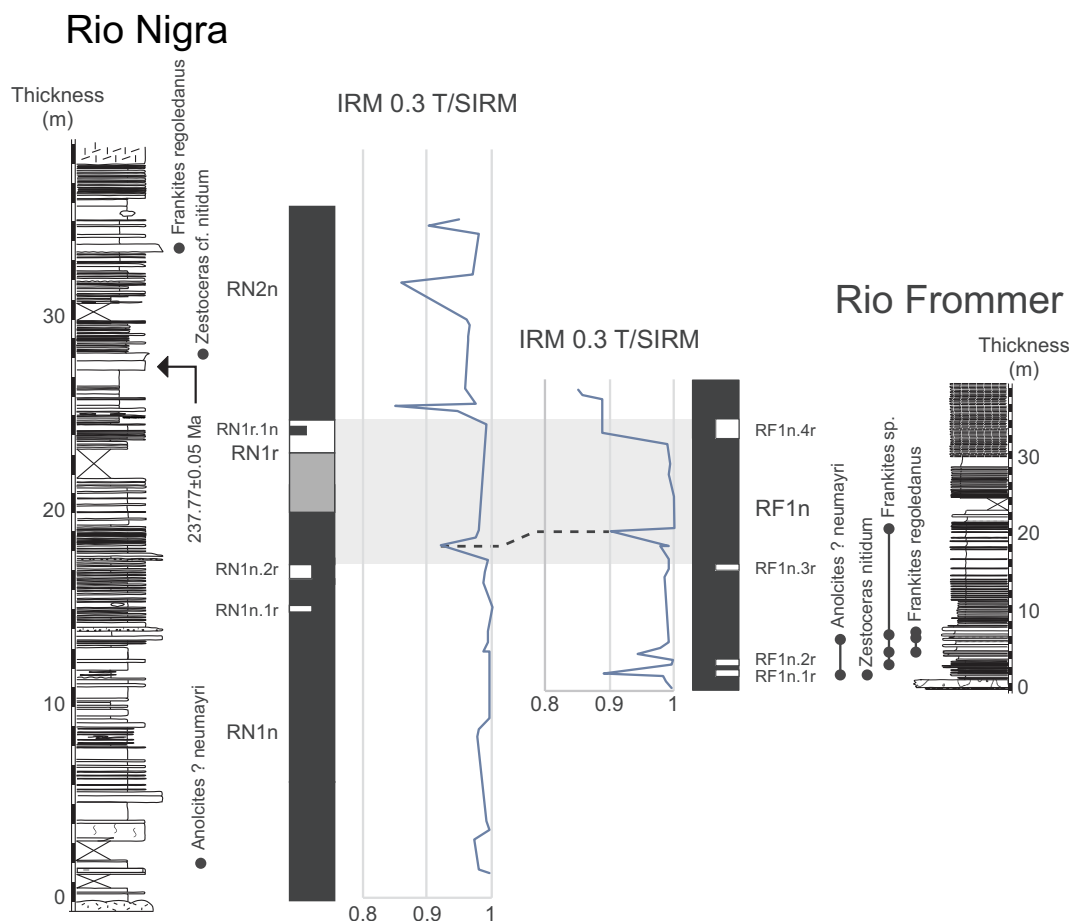 Rio Nigra
Thickness
(m)
30
20
10
0
Frankites regoledanus
Zestoceras cf. nitidum
237.77±0.05 Ma
Anolcites ? neumayri
IRM 0.3 T/SIRM
RN2n
RN1r.1n
RN1r
RN1n.2r
RN1n.1r
RN1n
0.8
0.9
1
IRM 0.3 T/SIRM
0.8
0.9
1
RF1n.4r
RF1n
RF1n.3r
RF1n.2r
RF1n.1r
Rio Frommer
Thickness
(m)
Anolcites ? neumayri
Zestoceras nitidum
Frankites sp.
Frankites regoledanus
30
20
10
0